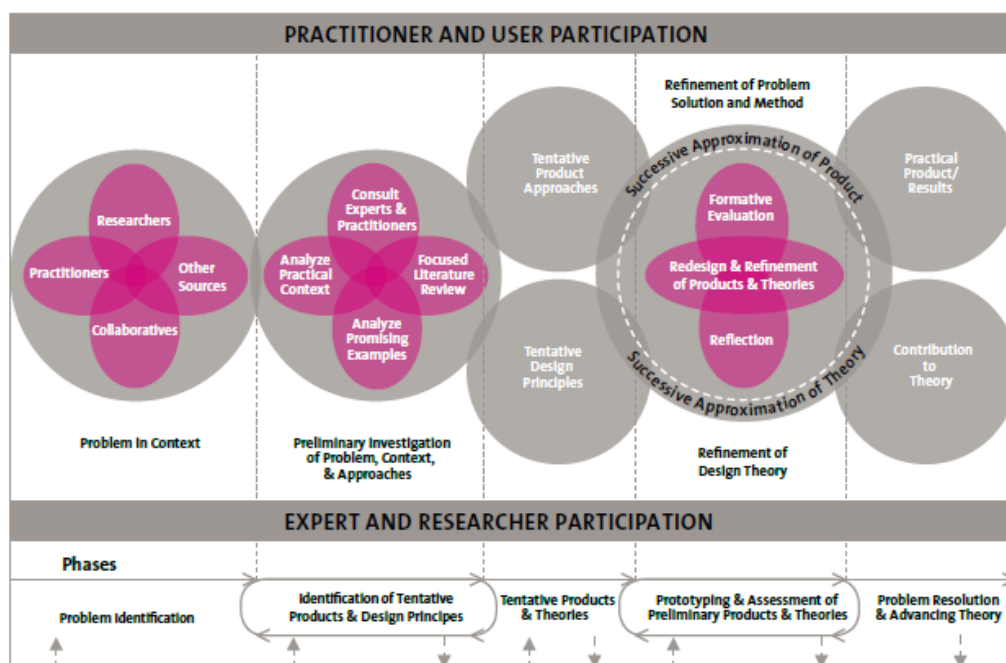 PRACTITIONER AND USER PARTICIPATION
Researchers
Practitioners
Other
Sources
Collaboratives
Problem in Context
Consult
Experts &
Practitioners
Analyze
Practical
Context
Focused
Literature
Review
Analyze
Promising
Examples
Preliminary Investigation
of Problem, Context,
& Approaches
Tentative
Product
Approaches
Tentative
Design
Principles
Refinement of Problem
Solution and Method
Successive Approximation of Product
Formative
Evaluation
Redesign & Refinement
of Products & Theories
Reflection
Successive Approximation of Theory
Refinement of
Design Theory
Practical
Product/
Results
Contribution
to
Theory
EXPERT AND RESEARCHER PARTICIPATION
Phases
Problem Identification
Identification of Tentative
Products & Design Principes
Tentative Products
& Theories
Prototyping & Assessment of
Preliminary Products & Theories
Problem Resolution
& Advancing Theory